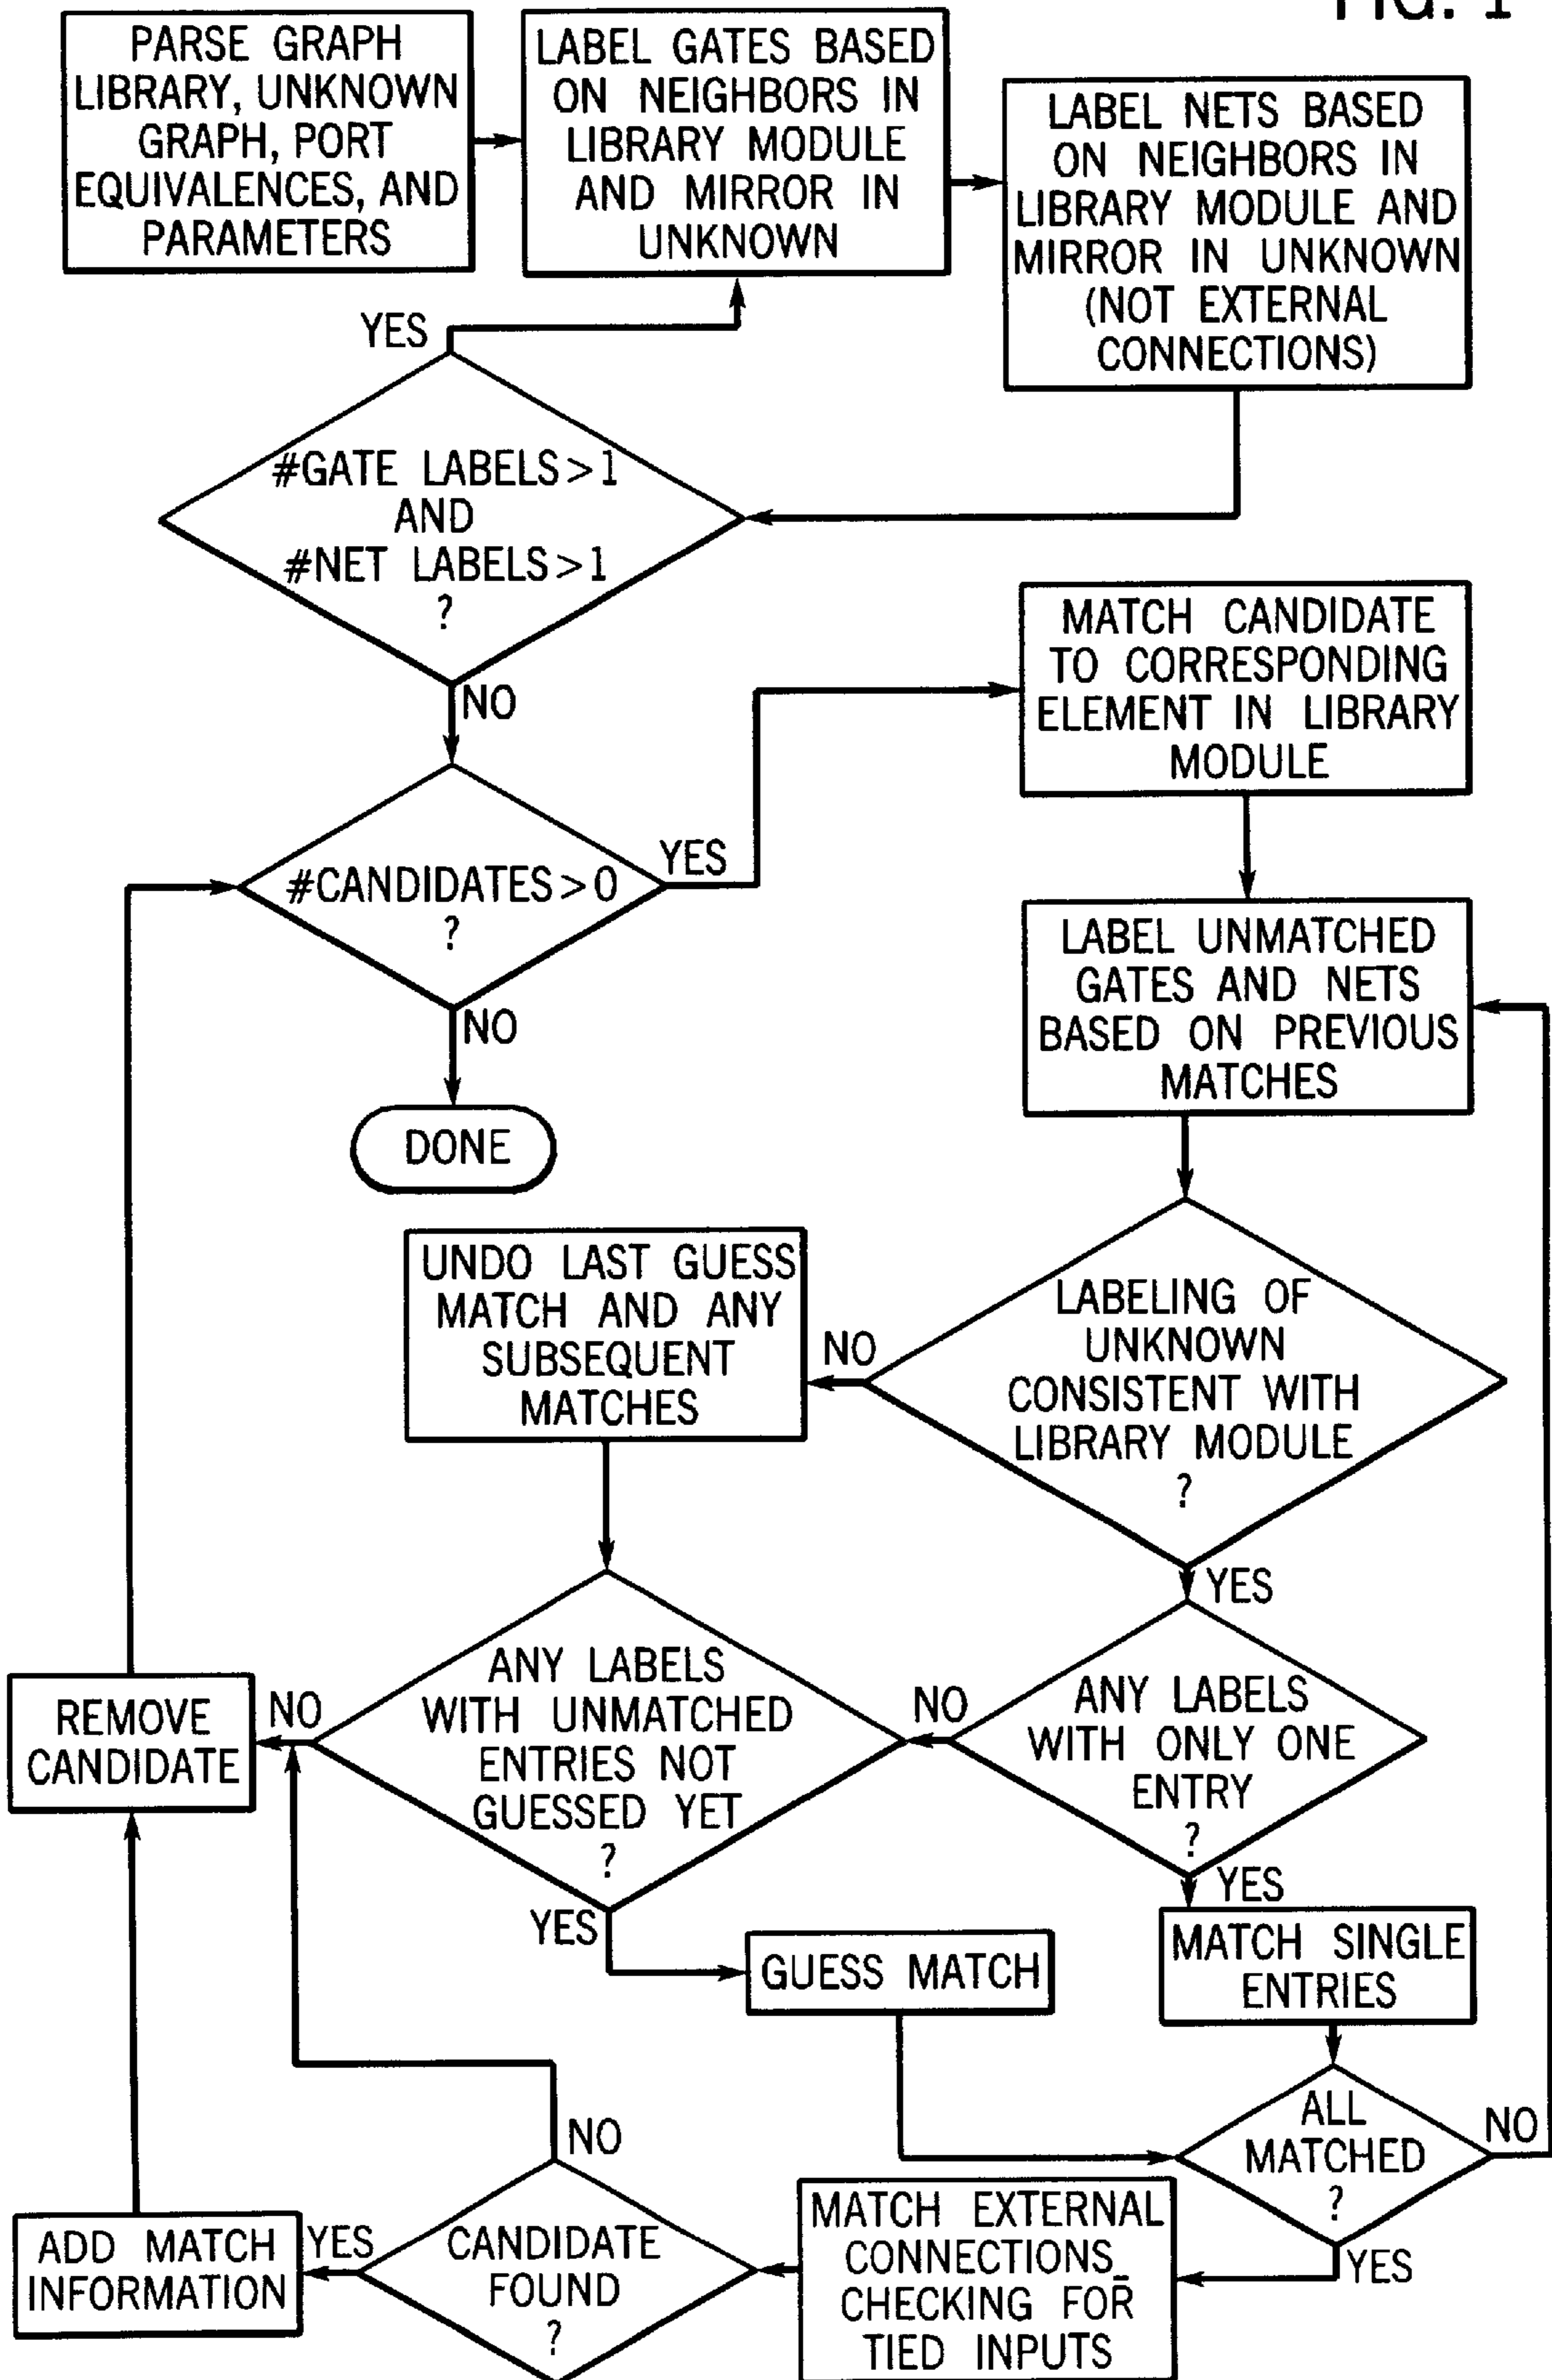 FIG. 1
PARSE GRAPH
LIBRARY, UNKNOWN
GRAPH, PORT
EQUIVALENCES, AND
PARAMETERS
LABEL GATES BASED
ON NEIGHBORS IN
LIBRARY MODULE
AND MIRROR IN
UNKNOWN
LABEL NETS BASED
ON NEIGHBORS IN
LIBRARY MODULE AND
MIRROR IN UNKNOWN
(NOT EXTERNAL
CONNECTIONS)
YES
#GATE LABELS>1
AND
#NET LABELS>1
?
NO
MATCH CANDIDATE
TO CORRESPONDING
ELEMENT IN LIBRARY
MODULE
#CANDIDATES>0
?
YES
NO
DONE
LABEL UNMATCHED
GATES AND NETS
BASED ON PREVIOUS
MATCHES
UNDO LAST GUESS
MATCH AND ANY
SUBSEQUENT
MATCHES
NO
LABELING OF
UNKNOWN
CONSISTENT WITH
LIBRARY MODULE
?
YES
REMOVE
CANDIDATE
NO
ANY LABELS
WITH UNMATCHED
ENTRIES NOT
GUESSED YET
?
NO
ANY LABELS
WITH ONLY ONE
ENTRY
?
YES
YES
GUESS MATCH
MATCH SINGLE
ENTRIES
NO
ALL
MATCHED
?
NO
YES
ADD MATCH
INFORMATION
YES
CANDIDATE
FOUND
?
MATCH EXTERNAL
CONNECTIONS_
CHECKING FOR
TIED INPUTS